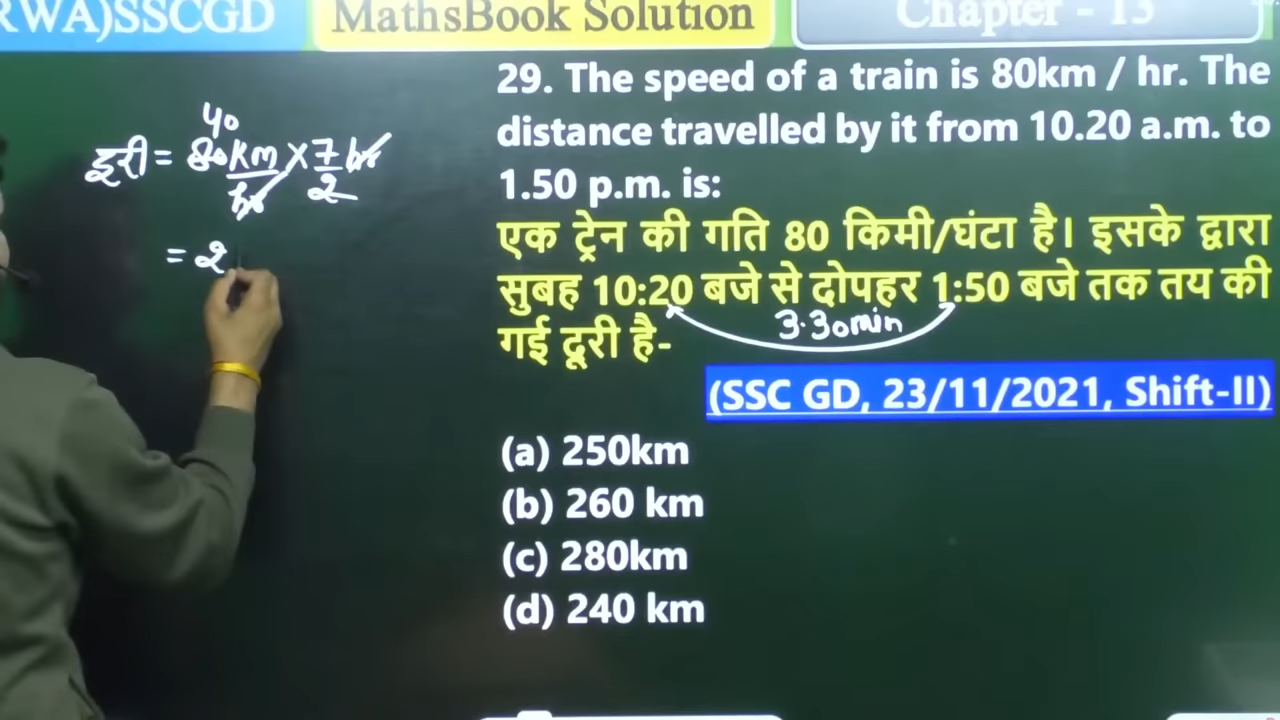 RWA)SSCGD
MathsBook Solution
Chapter - 13
29. The speed of a train is 80km / hr. The
distance travelled by it from 10.20 a.m. to
1.50 p.m. is:
एक ट्रेन की गति 80 किमी/घंटा है। इसके द्वारा
सुबह 10:20 बजे से दोपहर 1:50 बजे तक तय की
3.30min
गई दूरी है-
(SSC GD, 23/11/2021, Shift-II)
(a) 250km
(b) 260 km
(c) 280km
(d) 240 km
40
दूरी = 80km/hr × 7/2 hr
= 2